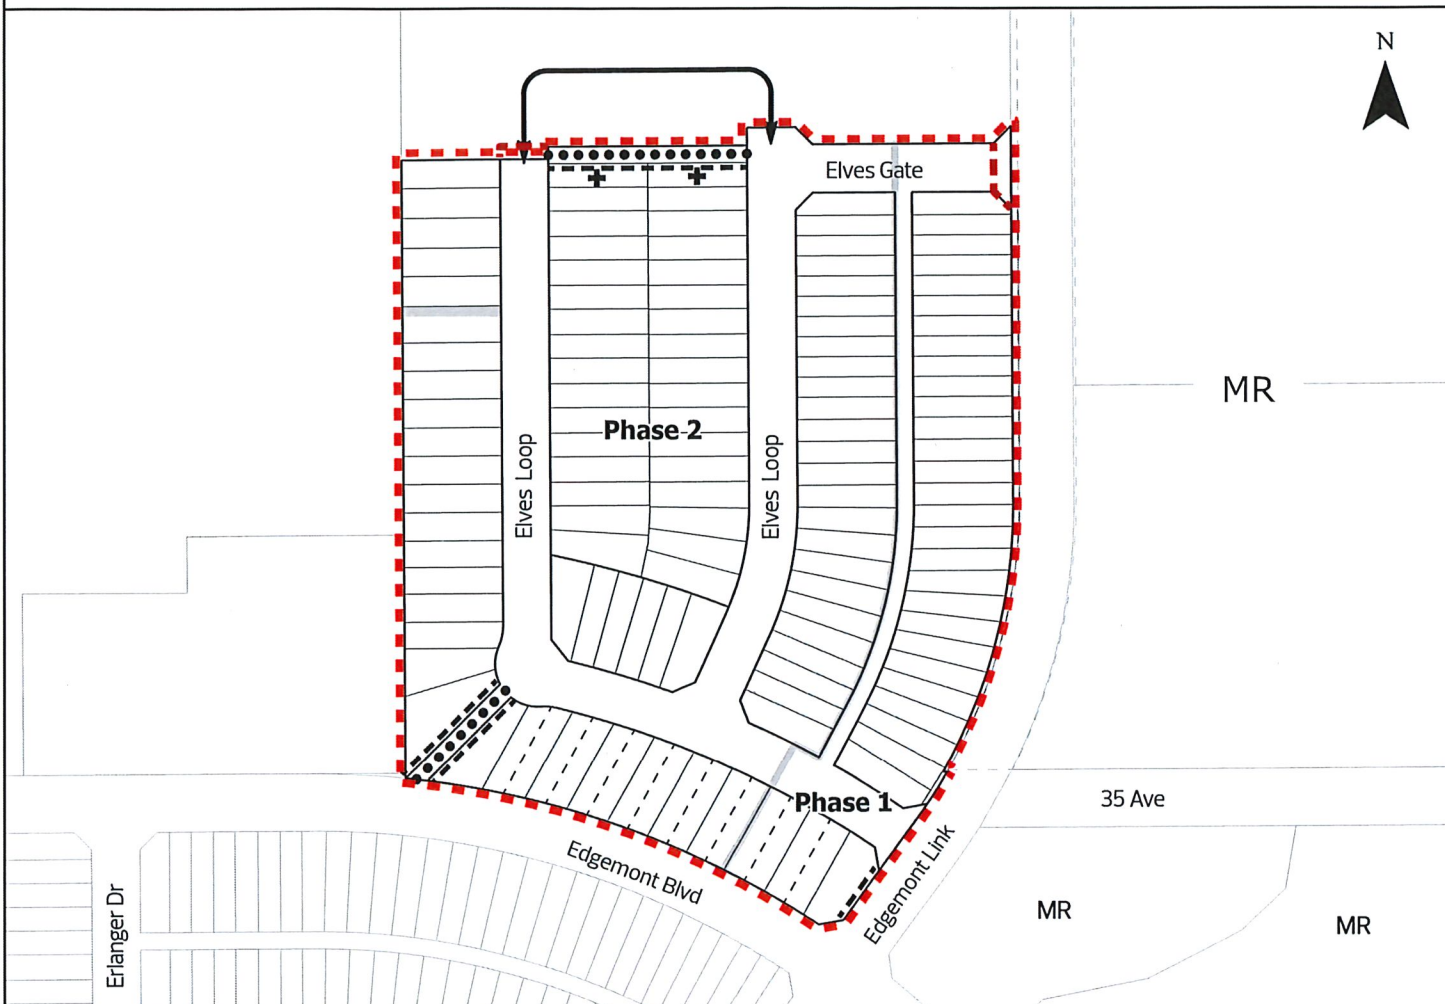 N
Elves Gate
MR
Phase 2
Elves Loop
Elves Loop
Phase 1
35 Ave
Edgemont Blvd
Edgemont Link
Erlanger Dr
MR
MR